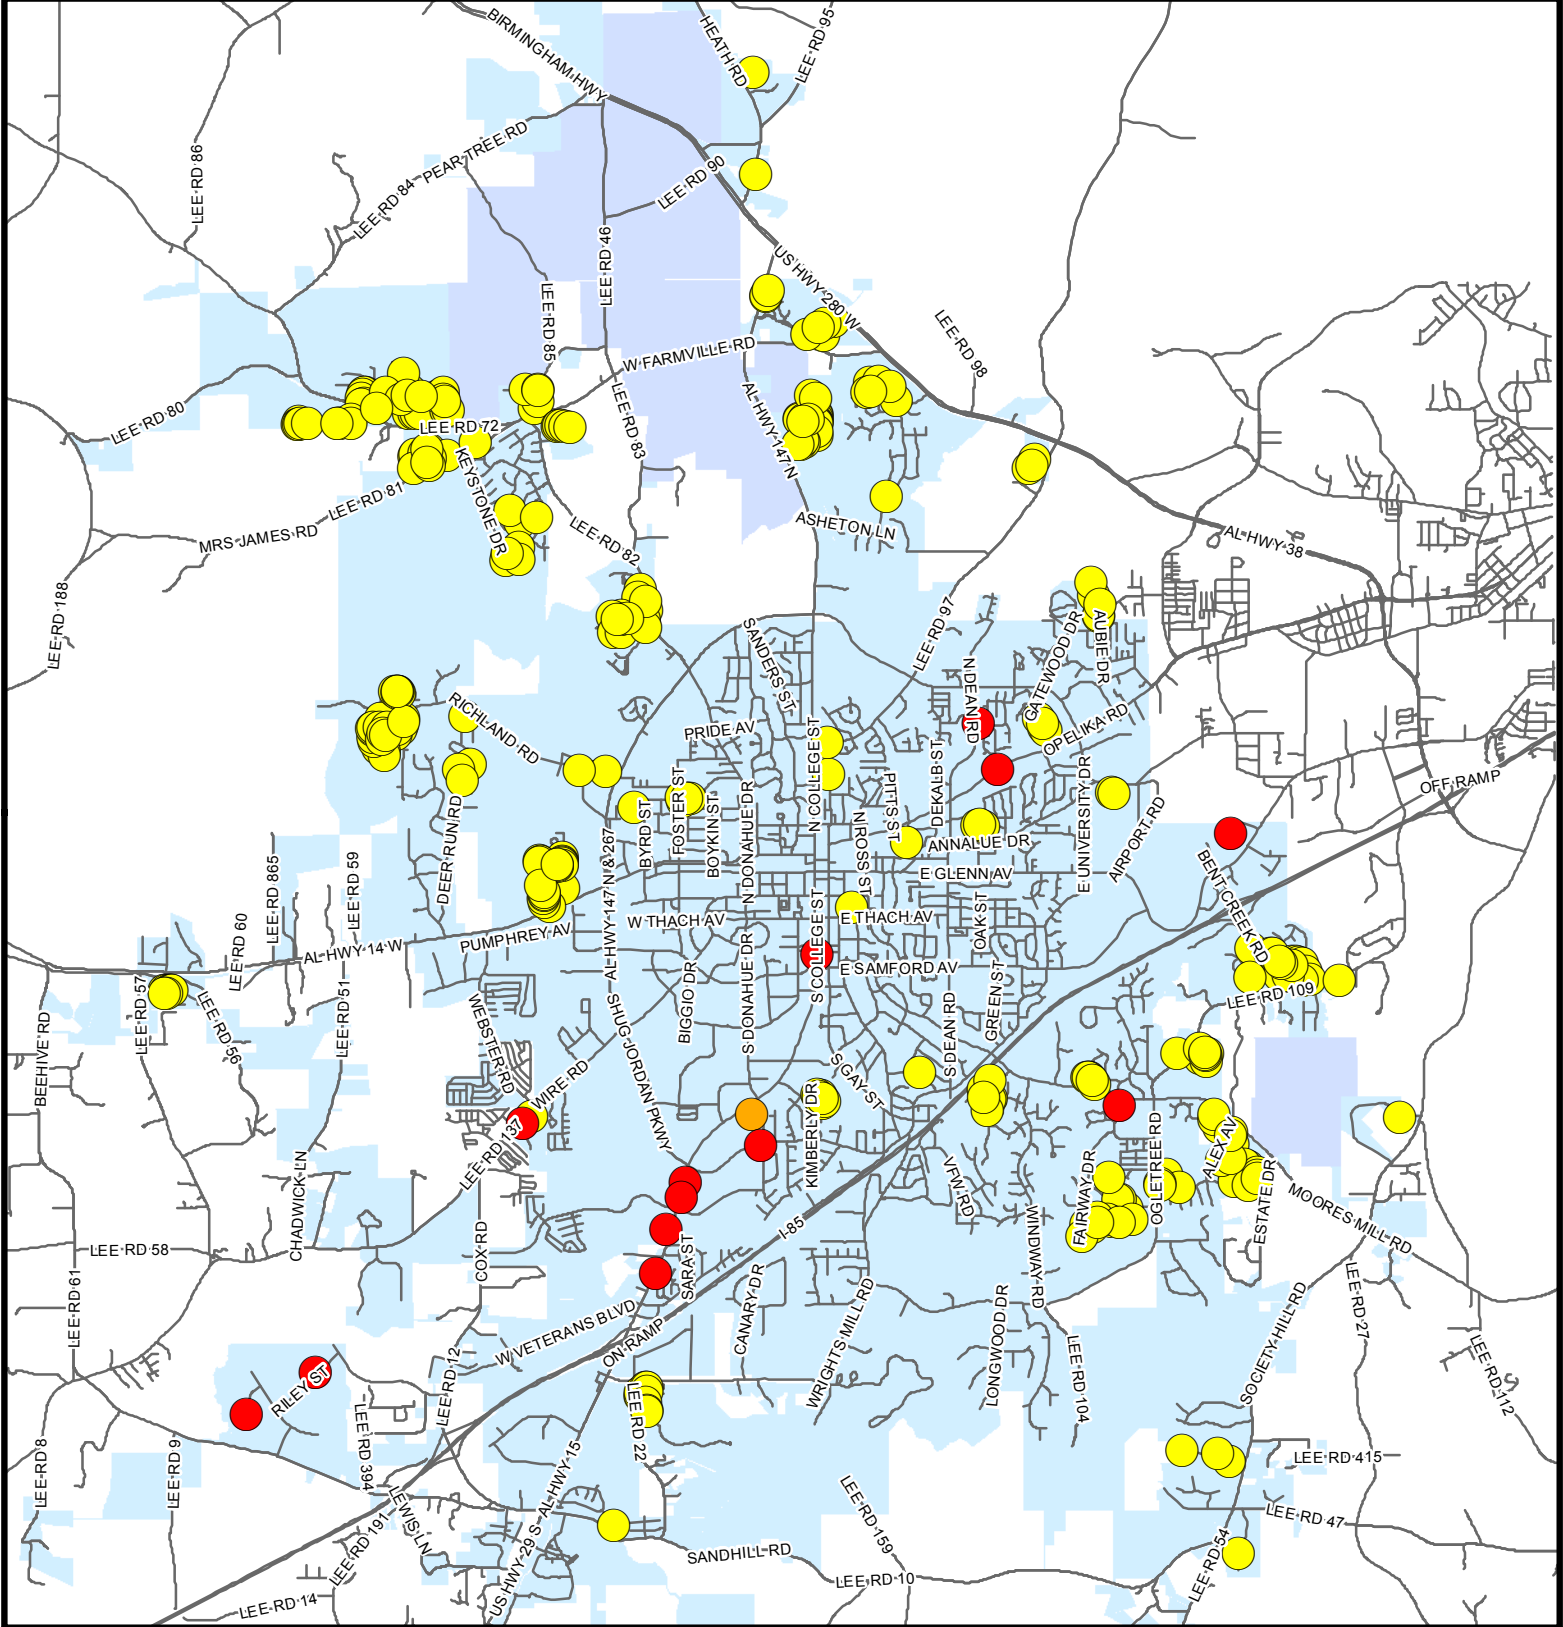 BIRMINGHAM HWY
HEATH RD
LEE RD 95
LEE RD 86
PEAR TREE RD
LEE RD 84
LEE RD 90
LEE RD 46
US HWY 280 W
LEE RD 85
LEE RD 98
W FARMVILLE RD
LEE RD 80
LEE RD 72
LEE RD 83
AL HWY 147 N
KEYSTONE DR
LEE RD 81
MRS JAMES RD
LEE RD 82
ASHETON LN
AL HWY 38
LEE RD 188
LEE RD 97
SANDERS ST
N DEAN RD
GATEWOOD DR
AUBIE DR
RICHLAND RD
PRIDE AV
N COLLEGE ST
OPELIKA RD
OFF RAMP
DEER RUN RD
BYRD ST
FOSTER ST
BOYKIN ST
N DONAHUE DR
PITTS ST
DEKALB ST
E UNIVERSITY DR
AIRPORT RD
N ROSS ST
ANNALUE DR
E GLENN AV
BENT CREEK RD
LEE RD 865
LEE RD 59
AL HWY 147 N & 267
W THACH AV
E THACH AV
OAK ST
LEE RD 60
AL HWY 14 W
PUMPHREY AV
S COLLEGE ST
E SAMFORD AV
LEE RD 109
BEEHIVE RD
LEE RD 57
LEE RD 56
LEE RD 51
WEBSTER RD
SHUG JORDAN PKWY
BIGGIO DR
S DONAHUE DR
S DEAN RD
GREEN ST
WIRE RD
LEE RD 137
S GAY ST
KIMBERLY DR
VFW RD
FAIRWAY DR
OGLETREE RD
ALEX AV
ESTATE DR
MOORES MILL RD
CHADWICK LN
LEE RD 58
COX RD
SARA ST
I-85
WINDWAY RD
LEE RD 61
W VETERANS BLVD
ON RAMP
CANARY DR
WRIGHTS MILL RD
LONGWOOD DR
LEE RD 104
SOCIETY HILL RD
LEE RD 27
LEE RD 112
RILEY ST
LEE RD 12
LEE RD 394
LEE RD 22
LEE RD 8
LEE RD 9
LEWIS LN
LEE RD 191
AL HWY 15
US HWY 29 S
LEE RD 159
LEE RD 415
LEE RD 47
LEE RD 54
SANDHILL RD
LEE RD 10
LEE RD 14